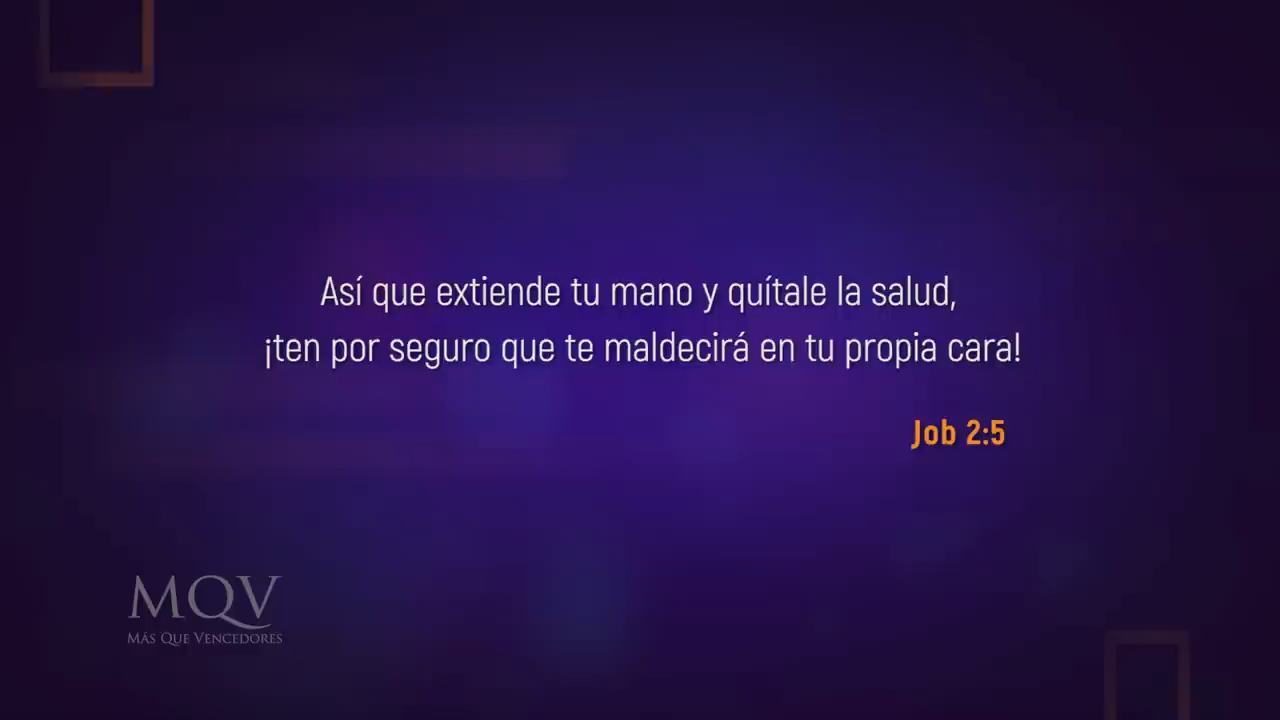 Así que extiende tu mano y quítale la salud,
¡ten por seguro que te maldecirá en tu propia cara!
Job 2:5
MQV
MÁS QUE VENCEDORES